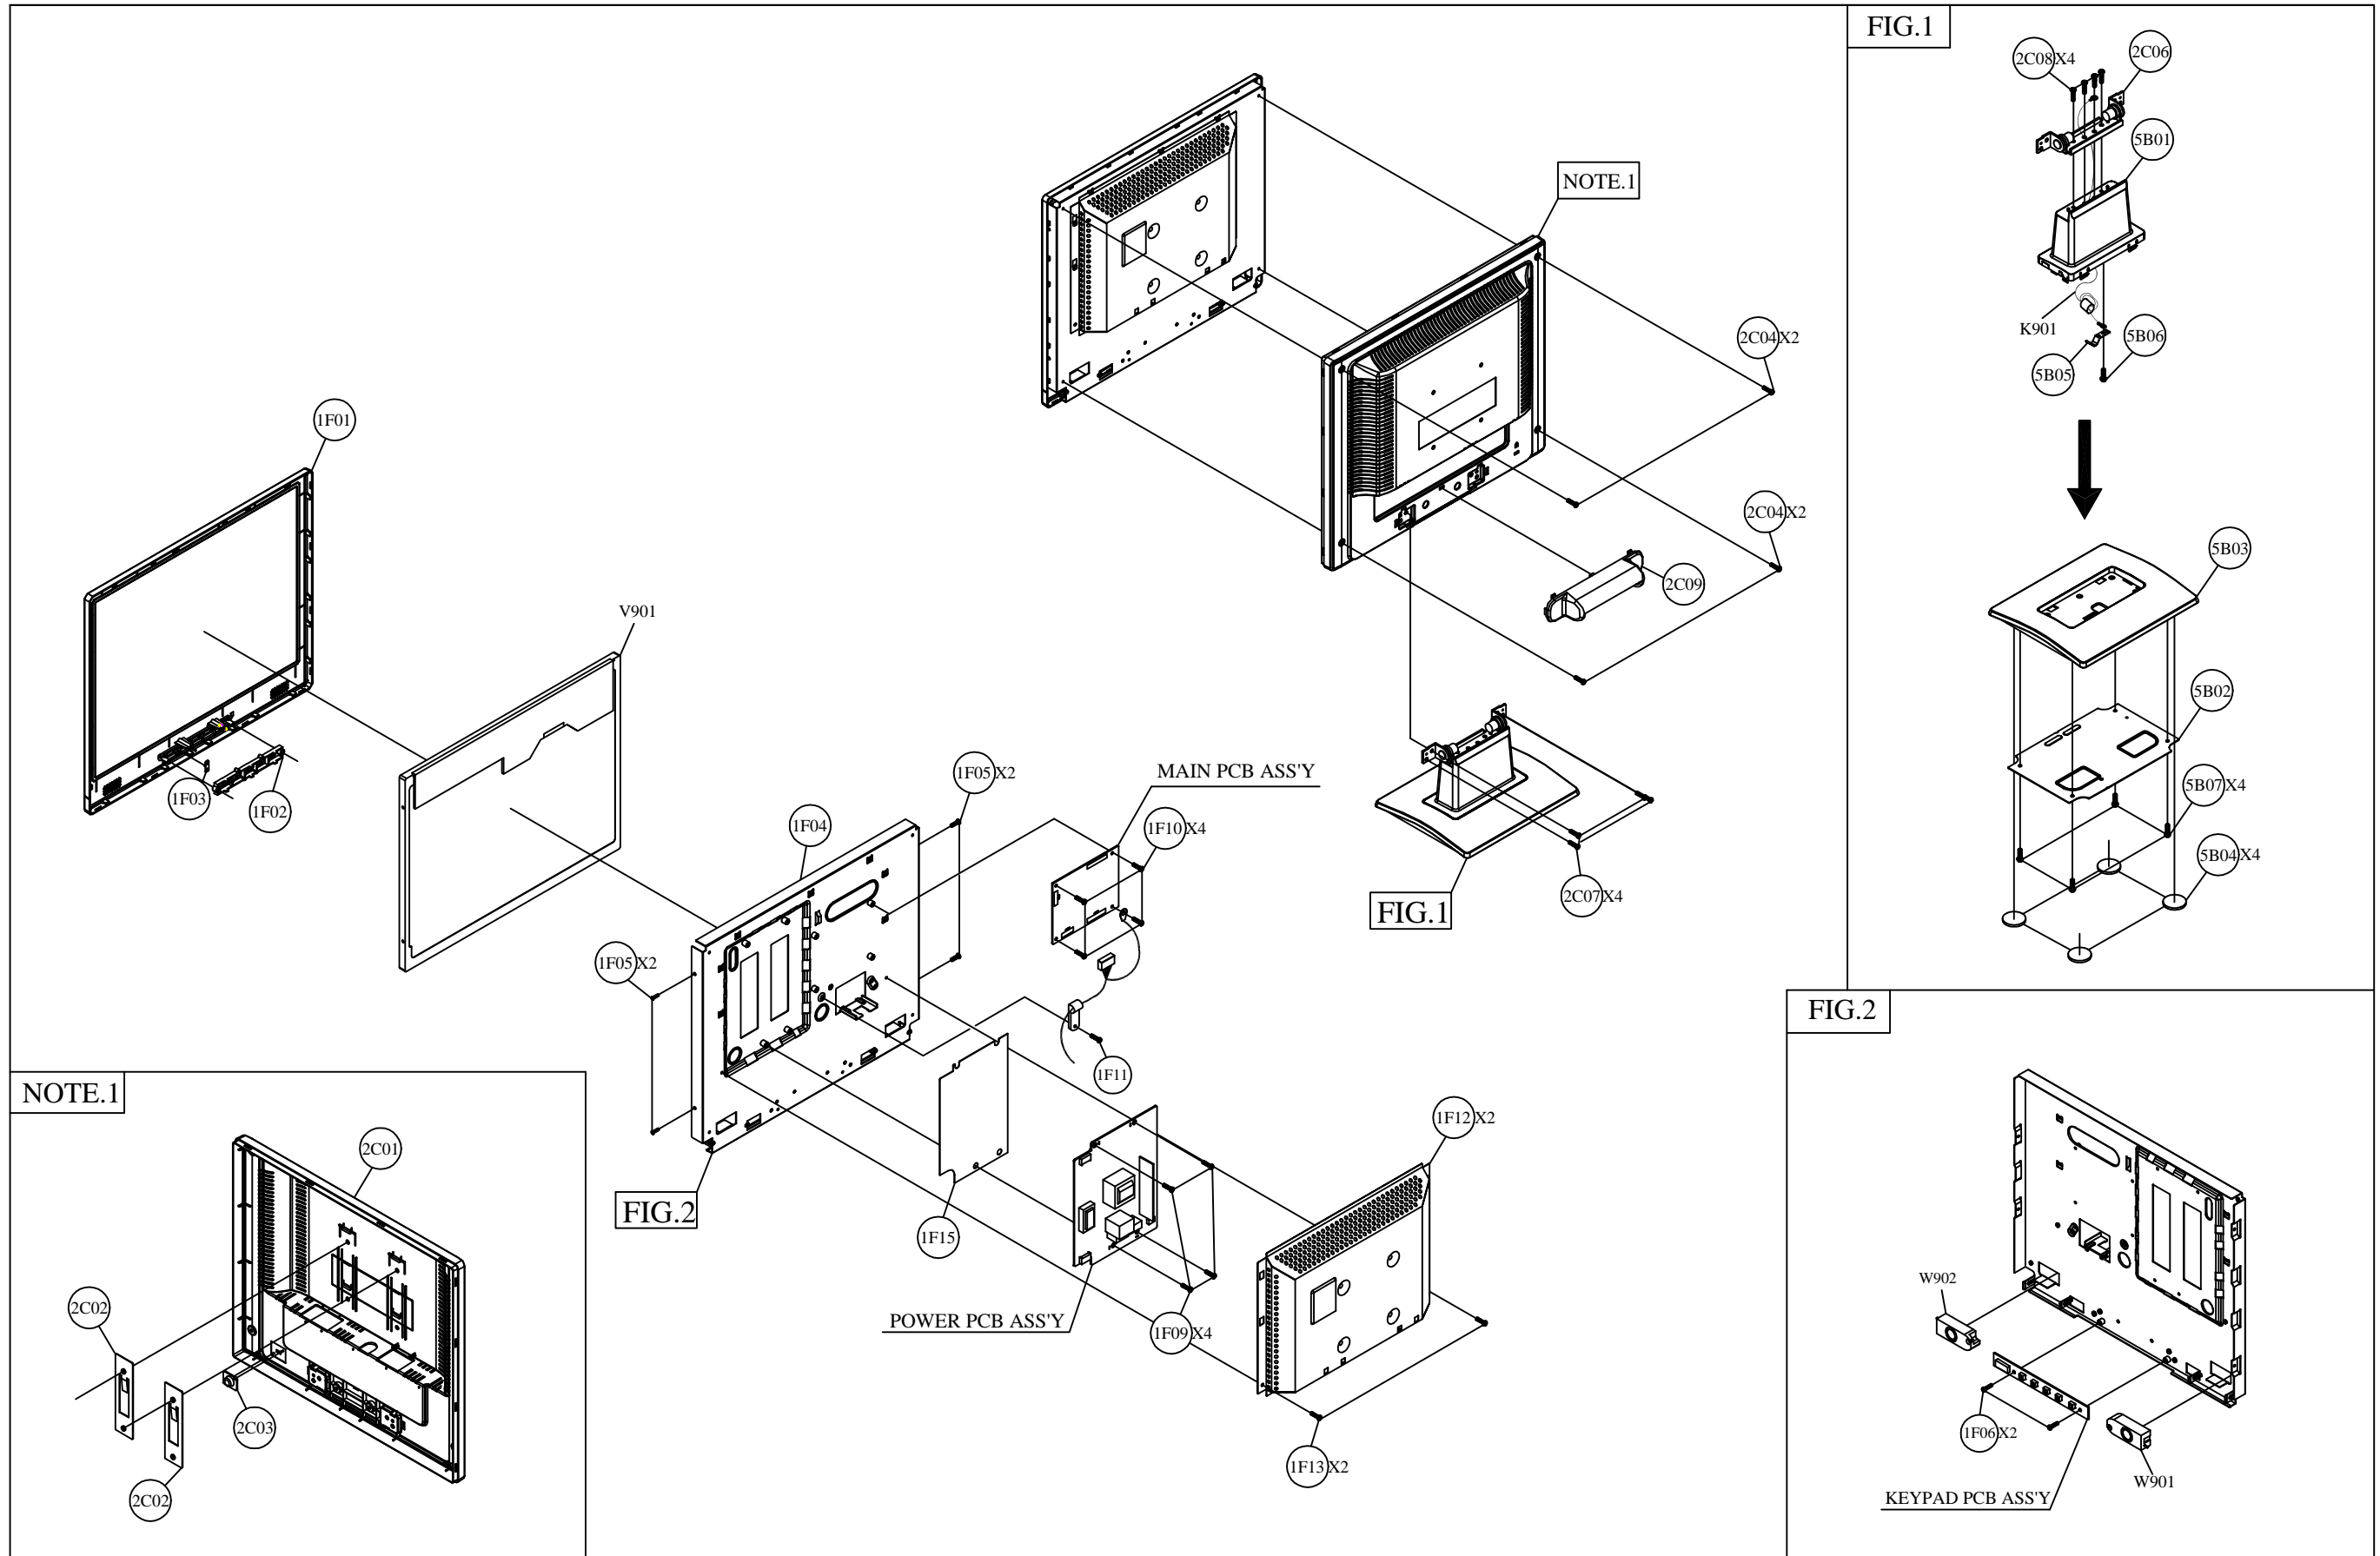 FIG.1
2C08X4
2C06
5B01
K901
5B06
5B05
5B03
5B02
5B07X4
5B04X4
NOTE.1
2C04X2
2C04X2
2C09
2C07X4
FIG.1
1F01
1F03
1F02
V901
1F04
1F05X2
1F05X2
MAIN PCB ASS'Y
1F10X4
1F11
FIG.2
1F15
POWER PCB ASS'Y
1F09X4
1F12X2
1F13X2
NOTE.1
2C01
2C02
2C02
2C03
FIG.2
W902
1F06X2
W901
KEYPAD PCB ASS'Y